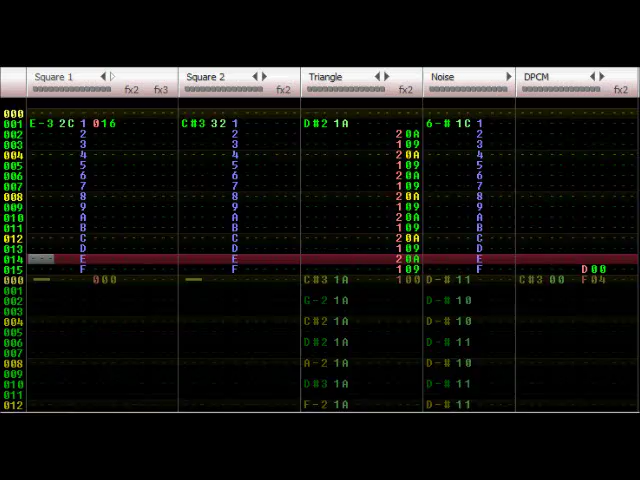 Square 1 Square 2 Triangle Noise DPCM
fx2 fx3 fx2 fx2 fx2
000
001 E-3 2C 1 016 C#3 32 1 D#2 1A 6-# 1C 1
002 2 2 2 0A 2
003 3 3 1 09 3
004 4 4 2 0A 4
005 5 5 1 09 5
006 6 6 2 0A 6
007 7 7 1 09 7
008 8 8 2 0A 8
009 9 9 1 09 9
010 A A 2 0A A
011 B B 1 09 B
012 C C 2 0A C
013 D D 1 09 D
014 --- E E 2 0A E
015 F F 1 09 F D00
000 000 C#3 1A 100 D-# 11 C#3 00 F04
001
002 G-2 1A D-# 10
003
004 C#2 1A D-# 10
005
006 D#2 1A D-# 11
007
008 A-2 1A D-# 10
009
010 D#3 1A D-# 11
011
012 F-2 1A D-# 11